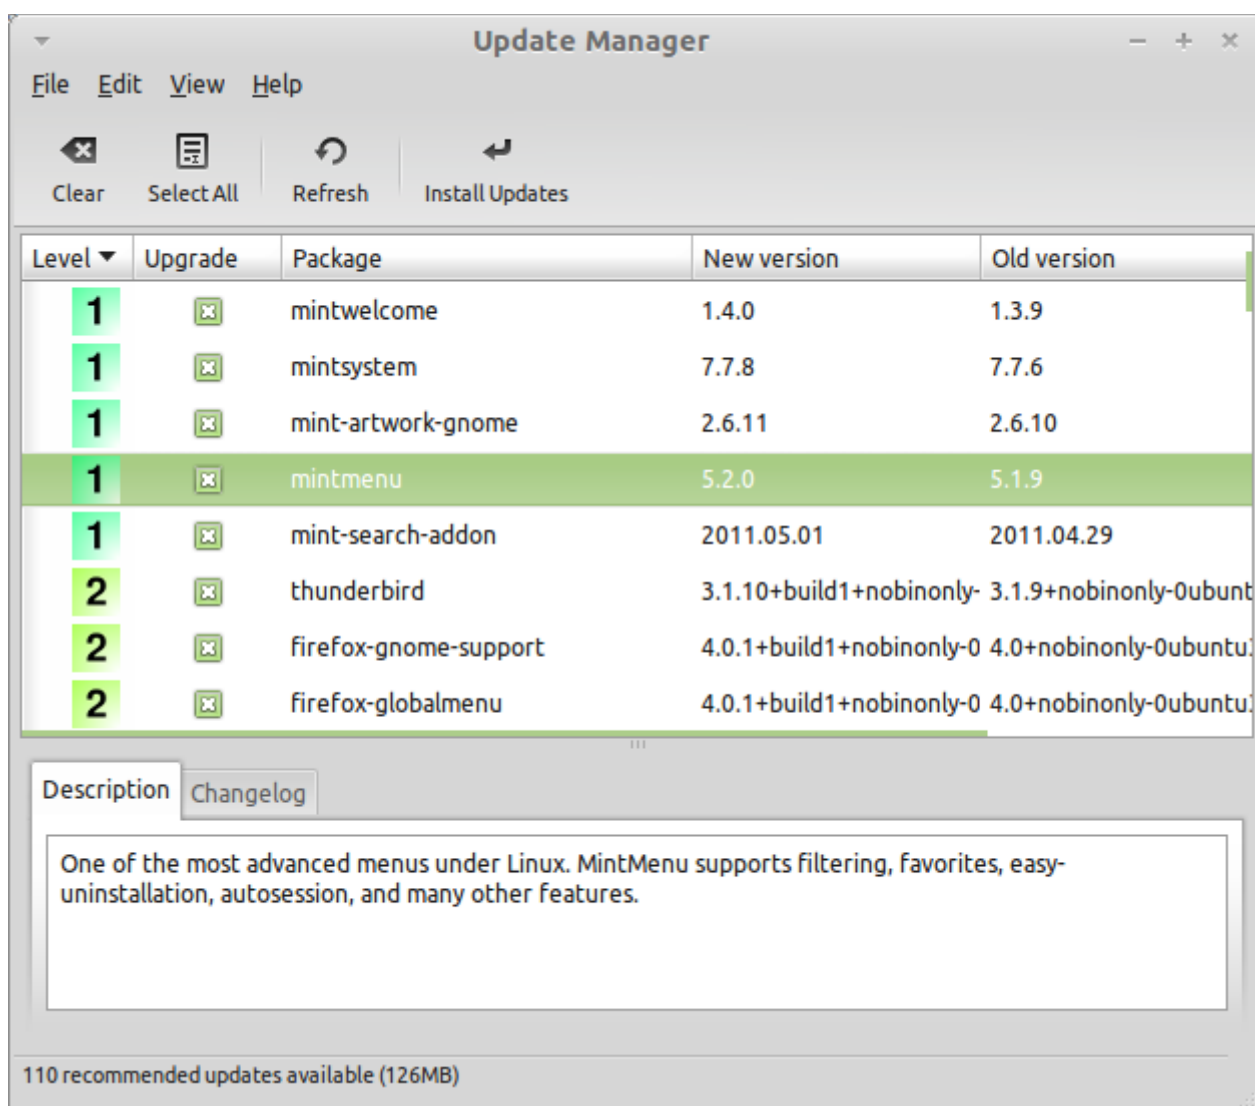 Update Manager
File Edit View Help
Clear Select All Refresh Install Updates
Level Upgrade Package New version Old version
1 mintwelcome 1.4.0 1.3.9
1 mintsystem 7.7.8 7.7.6
1 mint-artwork-gnome 2.6.11 2.6.10
1 mintmenu 5.2.0 5.1.9
1 mint-search-addon 2011.05.01 2011.04.29
2 thunderbird 3.1.10+build1+nobinonly- 3.1.9+nobinonly-0ubunt
2 firefox-gnome-support 4.0.1+build1+nobinonly-0 4.0+nobinonly-0ubuntu
2 firefox-globalmenu 4.0.1+build1+nobinonly-0 4.0+nobinonly-0ubuntu
Description Changelog
One of the most advanced menus under Linux. MintMenu supports filtering, favorites, easy-
uninstallation, autosession, and many other features.
110 recommended updates available (126MB)